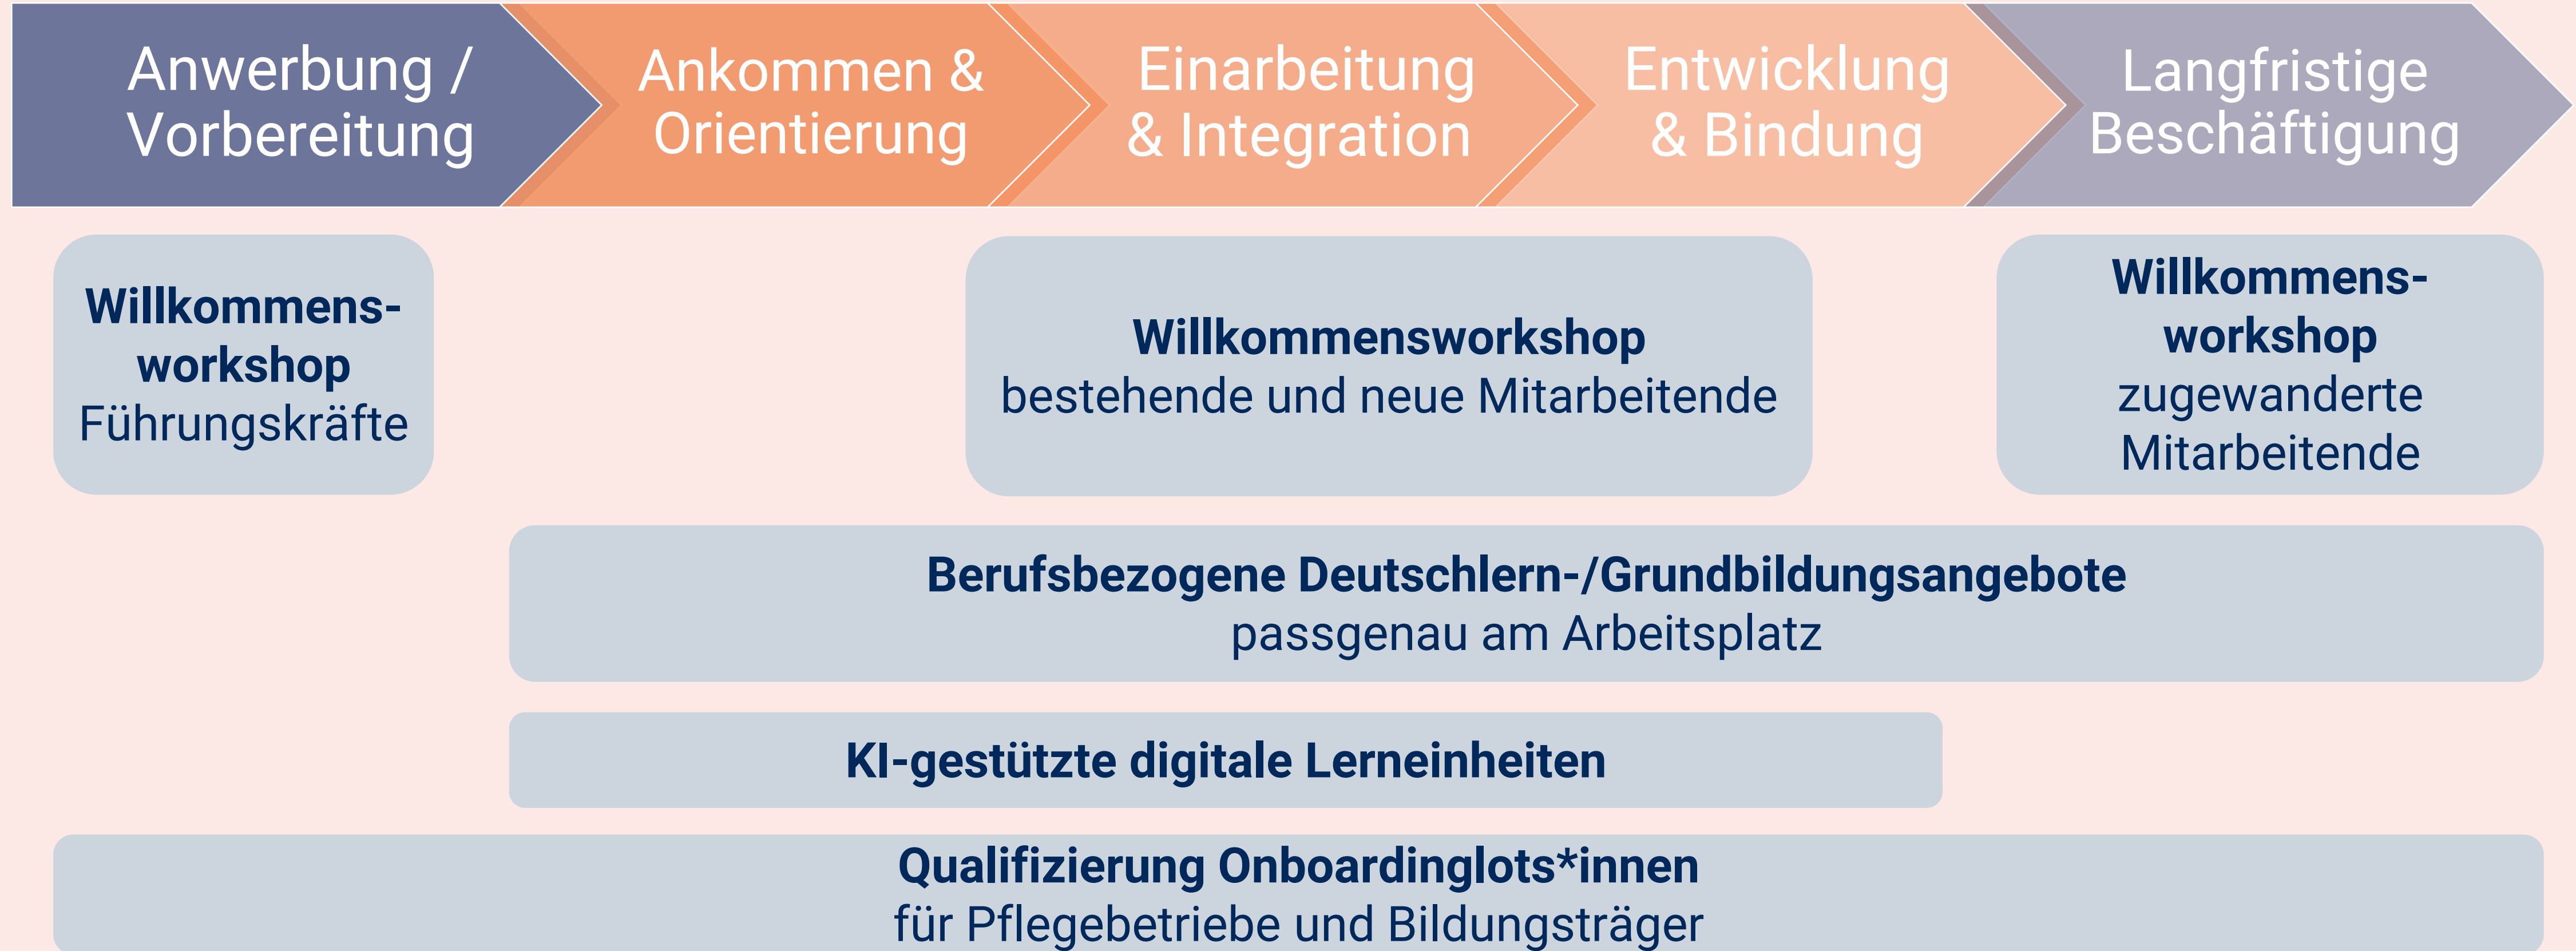 Anwerbung /
Vorbereitung
Ankommen &
Orientierung
Einarbeitung
& Integration
Entwicklung
& Bindung
Langfristige
Beschäftigung
Willkommens-
workshop
Führungskräfte
Willkommensworkshop
bestehende und neue Mitarbeitende
Willkommens-
workshop
zugewanderte
Mitarbeitende
Berufsbezogene Deutschlern-/Grundbildungsangebote
passgenau am Arbeitsplatz
KI-gestützte digitale Lerneinheiten
Qualifizierung Onboardinglots*innen
für Pflegebetriebe und Bildungsträger